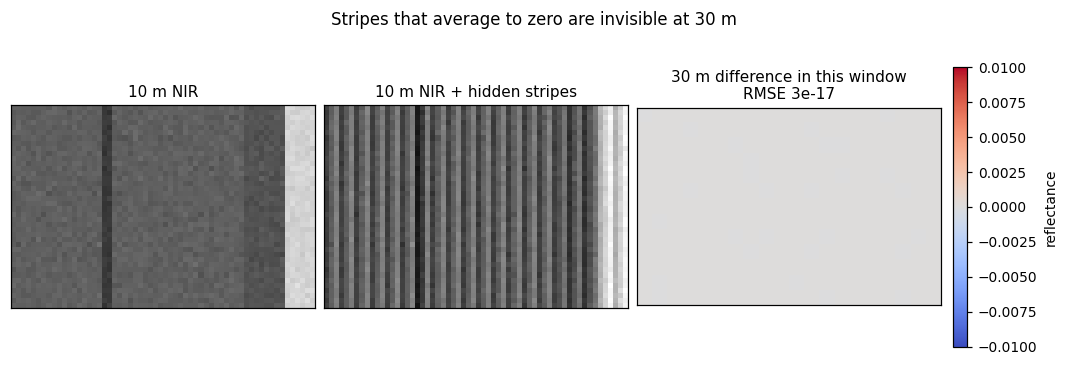 Stripes that average to zero are invisible at 30 m
10 m NIR
10 m NIR + hidden stripes
30 m difference in this window
RMSE 3e-17
0.0100
0.0075
0.0050
0.0025
0.0000
−0.0025
−0.0050
−0.0075
−0.0100
reflectance